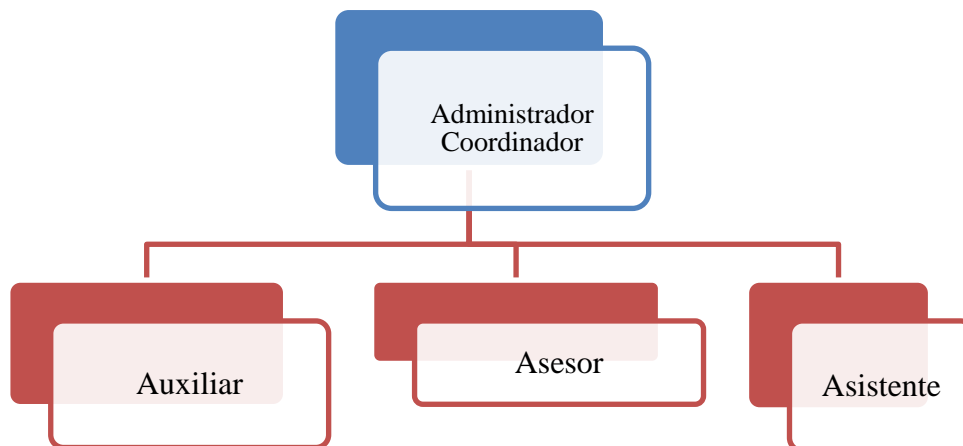 Administrador
Coordinador
Auxiliar
Asesor
Asistente